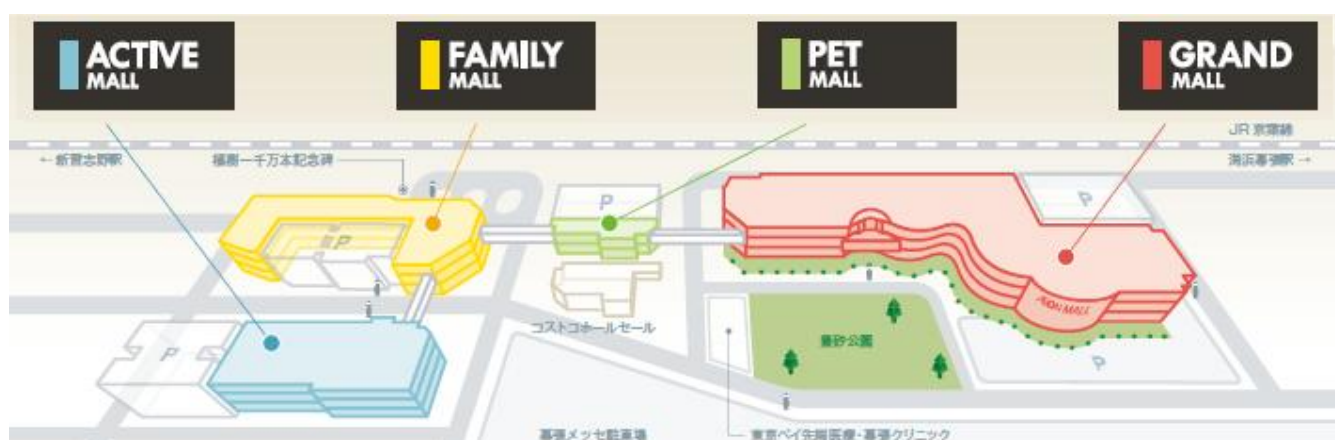 ACTIVE
MALL
FAMILY
MALL
PET
MALL
GRAND
MALL
JR 京葉線
← 新習志野駅
植樹一千万本記念碑
海浜幕張駅 →
P
P
P
AEON MALL
コストコホールセール
豊砂公園
P
P
幕張メッセ駐車場
東京ベイ先端医療・幕張クリニック